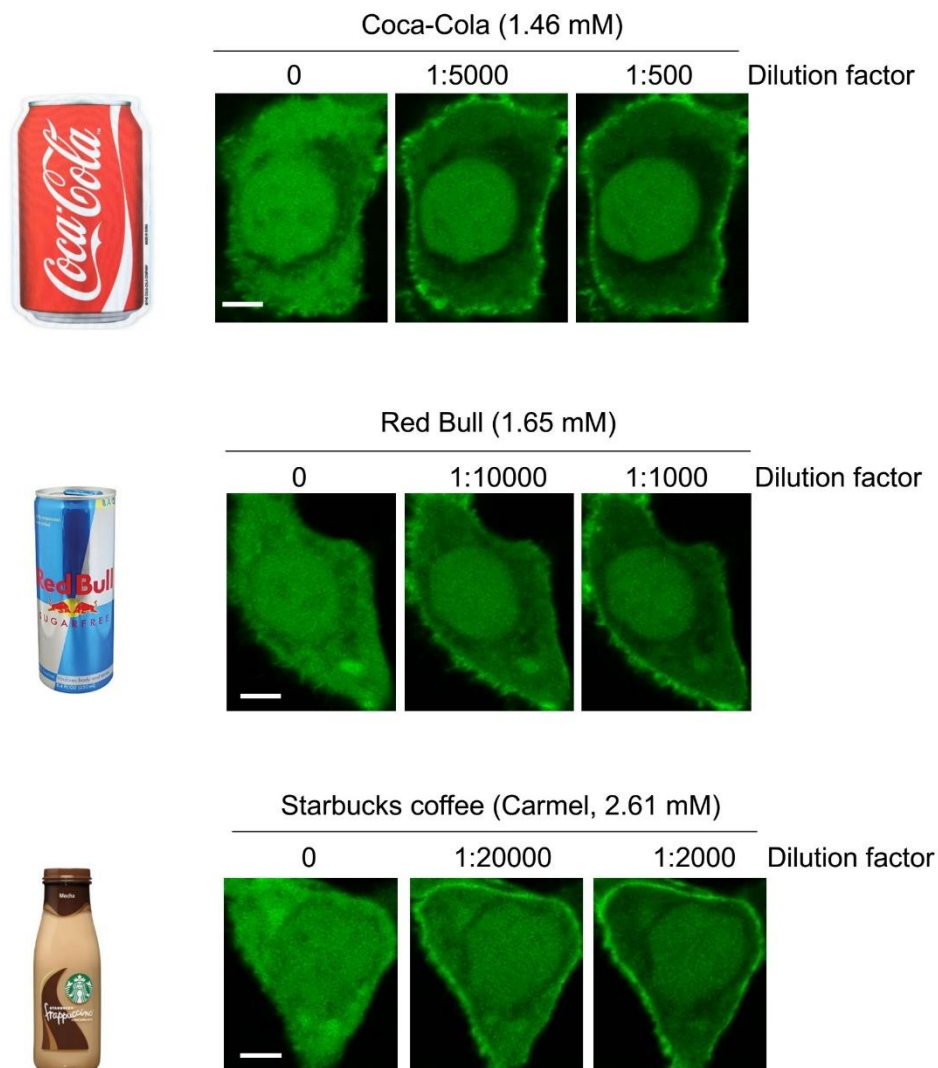 Coca-Cola (1.46 mM)
0 1:5000 1:500 Dilution factor
Coca-Cola
Red Bull (1.65 mM)
0 1:10000 1:1000 Dilution factor
Red Bull
SUGARFREE
Starbucks coffee (Carmel, 2.61 mM)
0 1:20000 1:2000 Dilution factor
Mocha
STARBUCKS
frappuccino